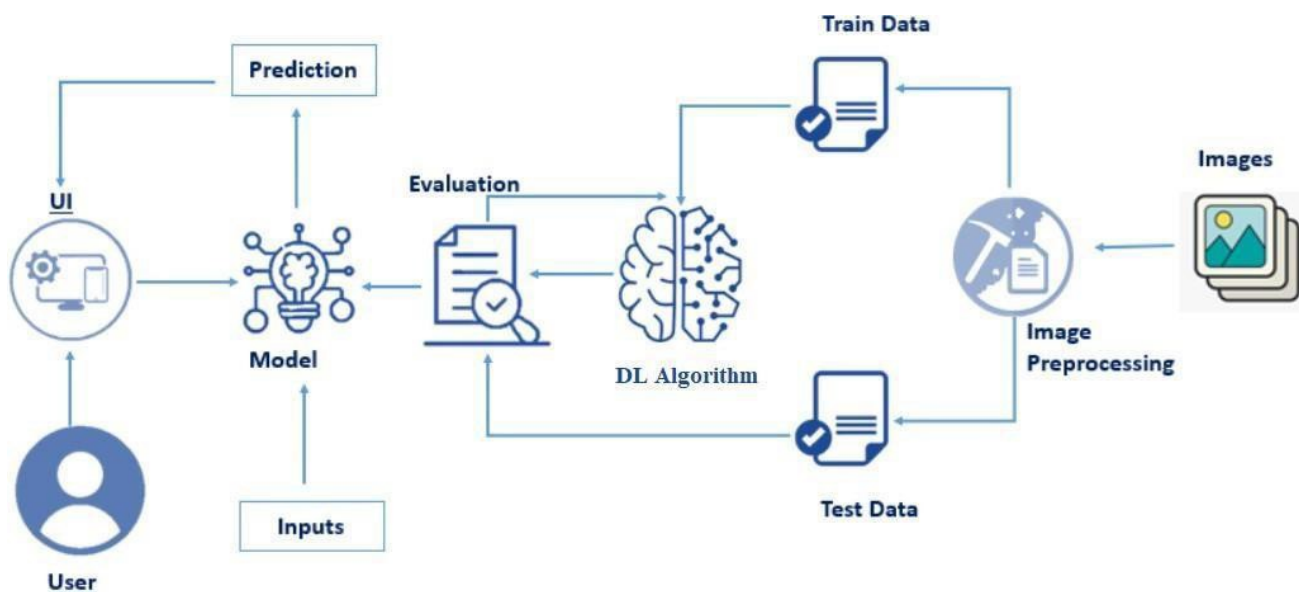 Train Data
Prediction
Images
Evaluation
UI
Image
Preprocessing
Model
DL Algorithm
Test Data
Inputs
User